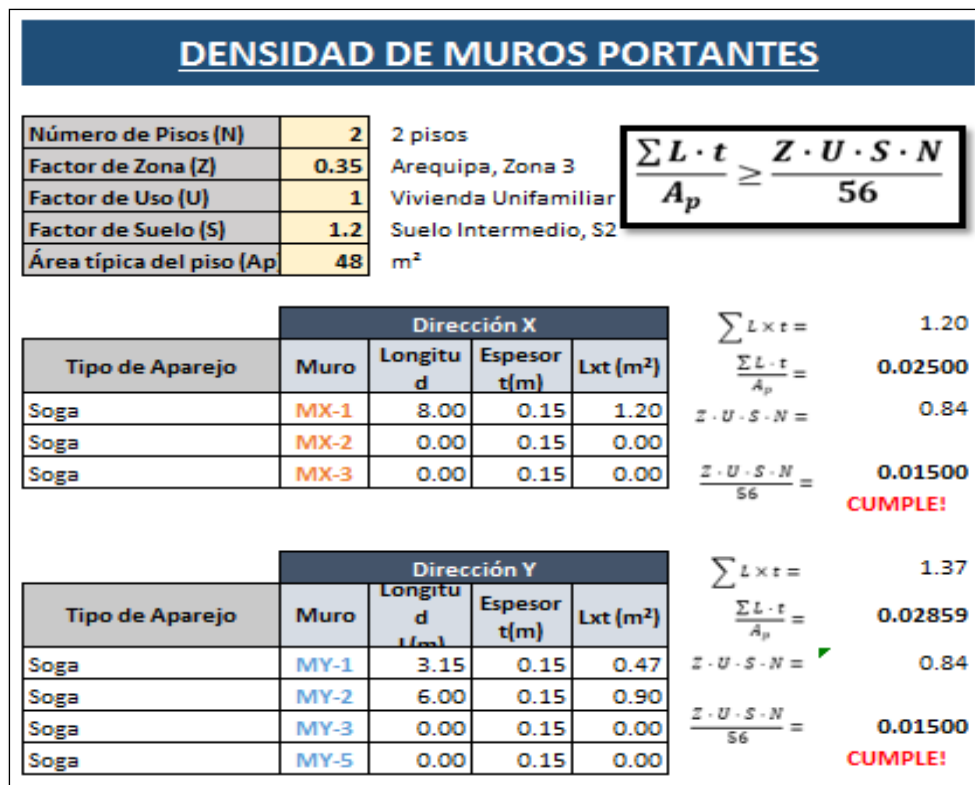 DENSIDAD DE MUROS PORTANTES
Número de Pisos (N) 2 2 pisos
Factor de Zona (Z) 0.35 Arequipa, Zona 3
Factor de Uso (U) 1 Vivienda Unifamiliar
Factor de Suelo (S) 1.2 Suelo Intermedio, S2
Área típica del piso (Ap) 48 m²
∑ L · t / Aₚ ≥ Z · U · S · N / 56
Dirección X
Tipo de Aparejo Muro Longitud Espesor t(m) Lxt (m²)
Soga MX-1 8.00 0.15 1.20
Soga MX-2 0.00 0.15 0.00
Soga MX-3 0.00 0.15 0.00
∑ L × t = 1.20
∑ L · t / Aₚ = 0.02500
Z · U · S · N = 0.84
Z · U · S · N / 56 = 0.01500
CUMPLE!
Dirección Y
Tipo de Aparejo Muro Longitud L(m) Espesor t(m) Lxt (m²)
Soga MY-1 3.15 0.15 0.47
Soga MY-2 6.00 0.15 0.90
Soga MY-3 0.00 0.15 0.00
Soga MY-5 0.00 0.15 0.00
∑ L × t = 1.37
∑ L · t / Aₚ = 0.02859
Z · U · S · N = 0.84
Z · U · S · N / 56 = 0.01500
CUMPLE!